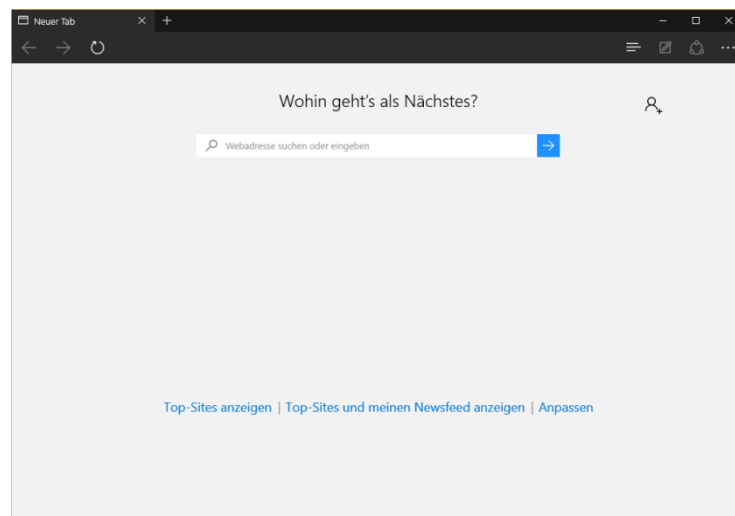 Neuer Tab
Wohin geht's als Nächstes?
Webadresse suchen oder eingeben
Top-Sites anzeigen | Top-Sites und meinen Newsfeed anzeigen | Anpassen